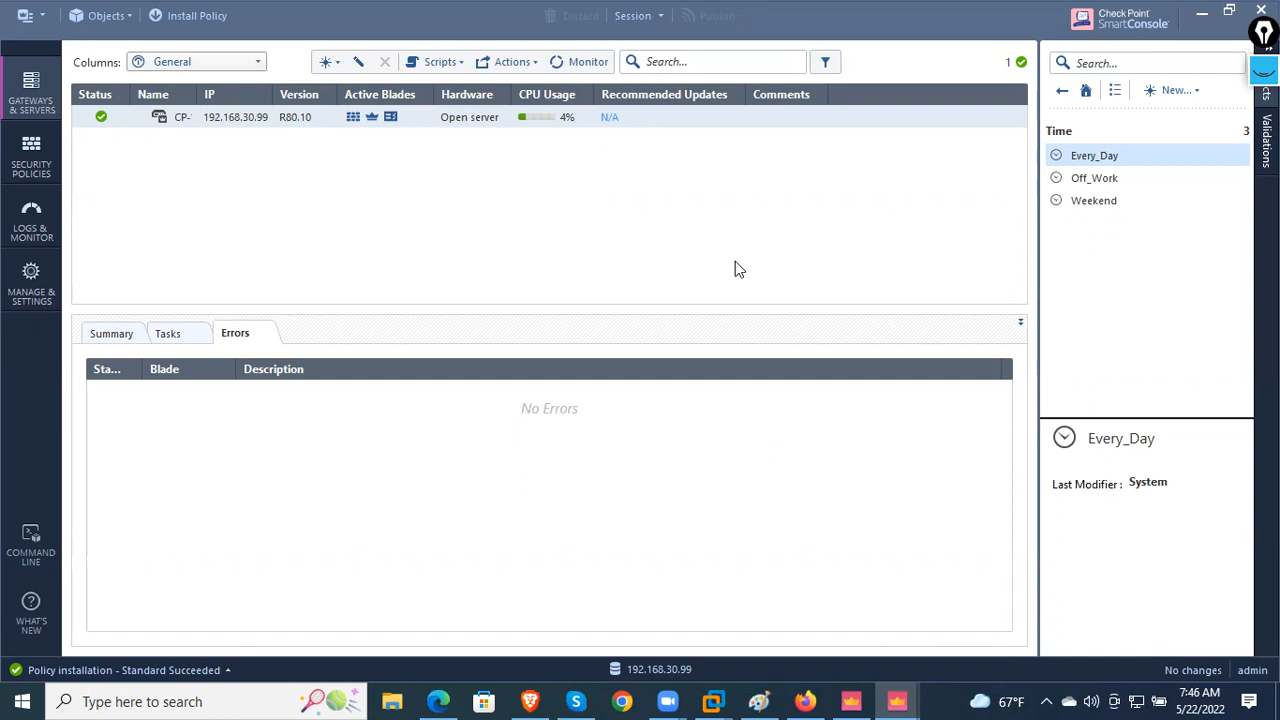 Objects
Install Policy
Discard
Session
Publish
Check Point
SmartConsole
Columns:
General
Scripts
Actions
Monitor
Search...
1
Search...
New...
GATEWAYS
& SERVERS
SECURITY
POLICIES
LOGS &
MONITOR
MANAGE &
SETTINGS
COMMAND
LINE
WHAT'S
NEW
Status Name IP Version Active Blades Hardware CPU Usage Recommended Updates Comments
CP- 192.168.30.99 R80.10 Open server 4% N/A
Summary Tasks Errors
Sta... Blade Description
No Errors
Time 3
Every_Day
Off_Work
Weekend
Every_Day
Last Modifier : System
Validations
Policy installation - Standard Succeeded
192.168.30.99
No changes
admin
Type here to search
67°F
7:46 AM
5/22/2022